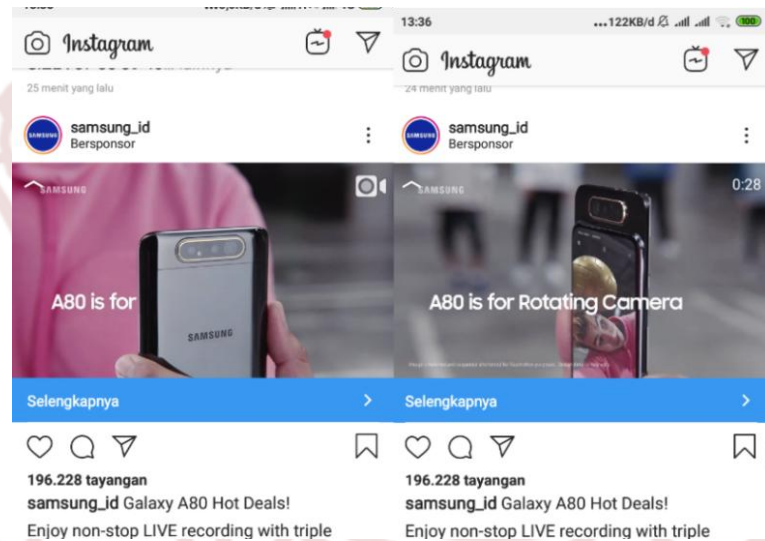 Instagram
25 menit yang lalu
samsung_id
Bersponsor
SAMSUNG
A80 is for
SAMSUNG
Selengkapnya
196.228 tayangan
samsung_id Galaxy A80 Hot Deals!
Enjoy non-stop LIVE recording with triple
13:36
...122KB/d
100
Instagram
24 menit yang lalu
samsung_id
Bersponsor
SAMSUNG
0:28
A80 is for Rotating Camera
Selengkapnya
196.228 tayangan
samsung_id Galaxy A80 Hot Deals!
Enjoy non-stop LIVE recording with triple